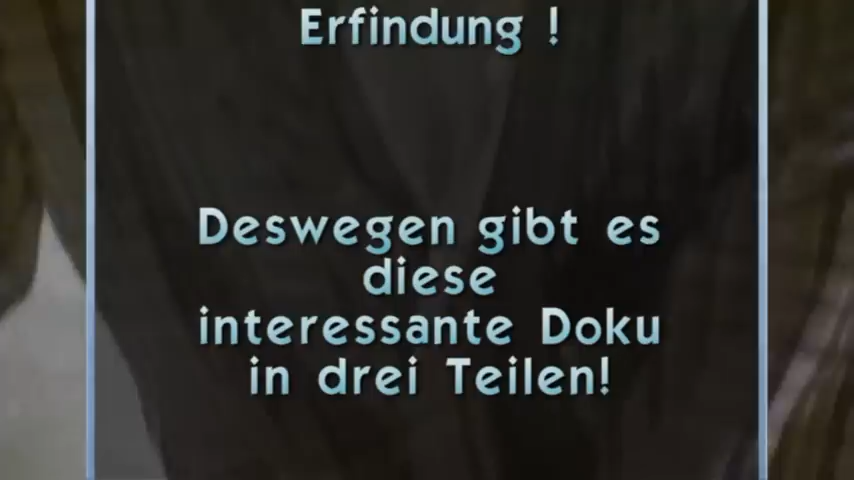 Erfindung !
Deswegen gibt es
diese
interessante Doku
in drei Teilen!